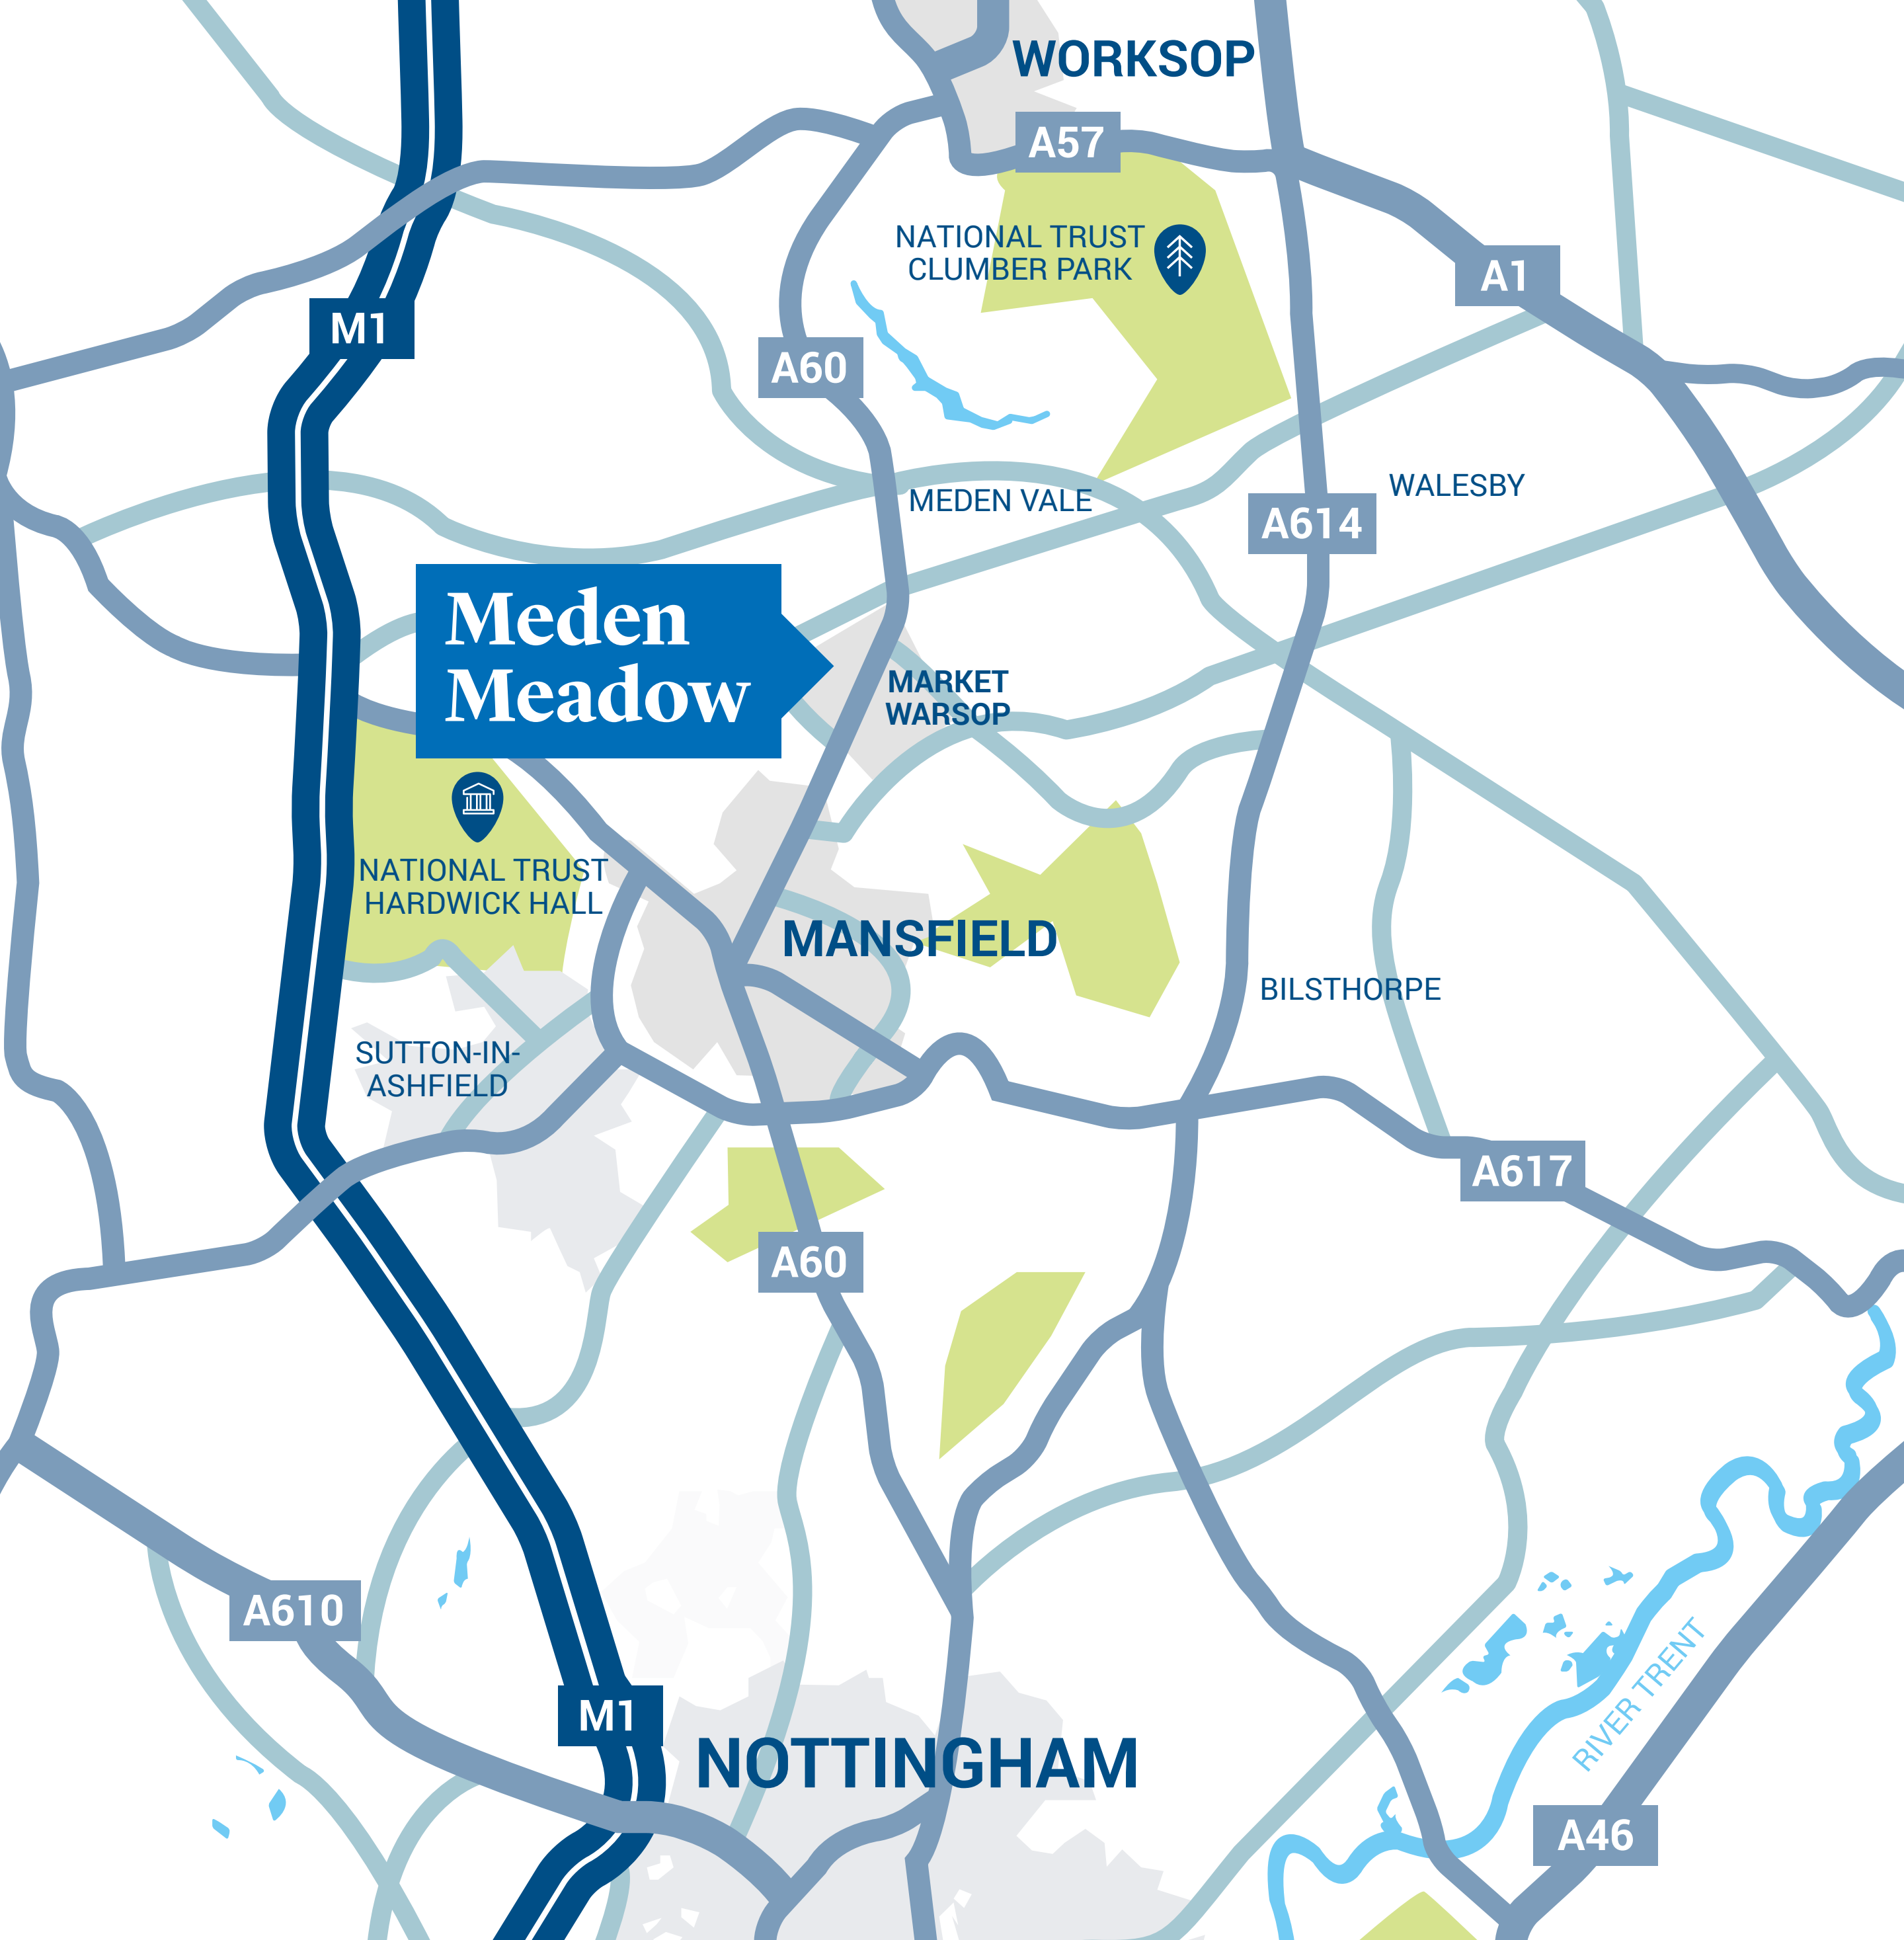 WORKSOP
A57
NATIONAL TRUST
CLUMBER PARK
A1
M1
A60
WALESBY
MEDEN VALE
A614
Meden
Meadow
MARKET
WARSOP
NATIONAL TRUST
HARDWICK HALL
MANSFIELD
BILSTHORPE
SUTTON-IN-
ASHFIELD
A617
A60
A610
RIVER TRENT
M1
NOTTINGHAM
A46